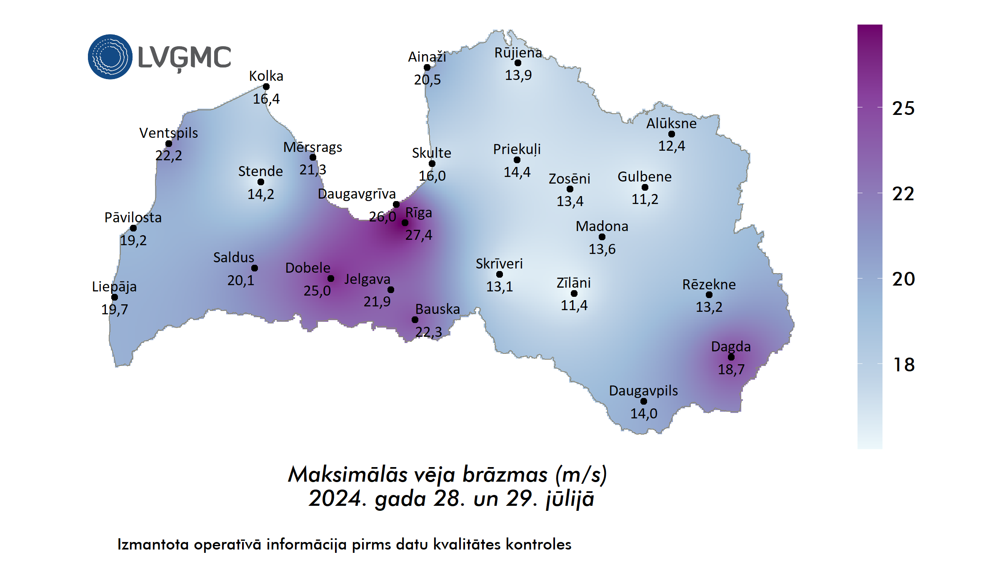 LVĢMC
Ainaži
20,5
Rūjiena
13,9
Kolka
16,4
Ventspils
22,2
Mērsrags
21,3
Stende
14,2
Skulte
16,0
Priekuļi
14,4
Alūksne
12,4
Zosēni
13,4
Gulbene
11,2
Daugavgrīva
26,0
Rīga
27,4
Pāvilosta
19,2
Madona
13,6
Saldus
20,1
Dobele
25,0
Jelgava
21,9
Skrīveri
13,1
Zīlāni
11,4
Liepāja
19,7
Rēzekne
13,2
Bauska
22,3
Dagda
18,7
Daugavpils
14,0
25
22
20
18
Maksimālās vēja brāzmas (m/s)
2024. gada 28. un 29. jūlijā
Izmantota operatīvā informācija pirms datu kvalitātes kontroles